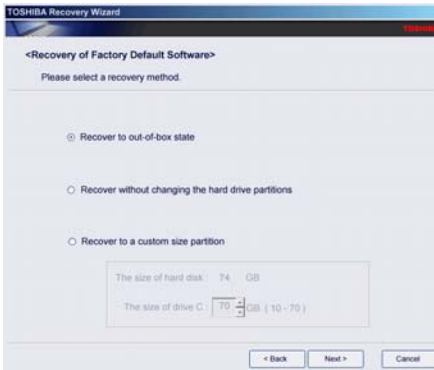 TOSHIBA Recovery Wizard
TOSHIBA
<Recovery of Factory Default Software>
Please select a recovery method.
Recover to out-of-box state
Recover without changing the hard drive partitions
Recover to a custom size partition
The size of hard disk : 74 GB
The size of drive C : 70 GB ( 10 - 70 )
< Back Next > Cancel